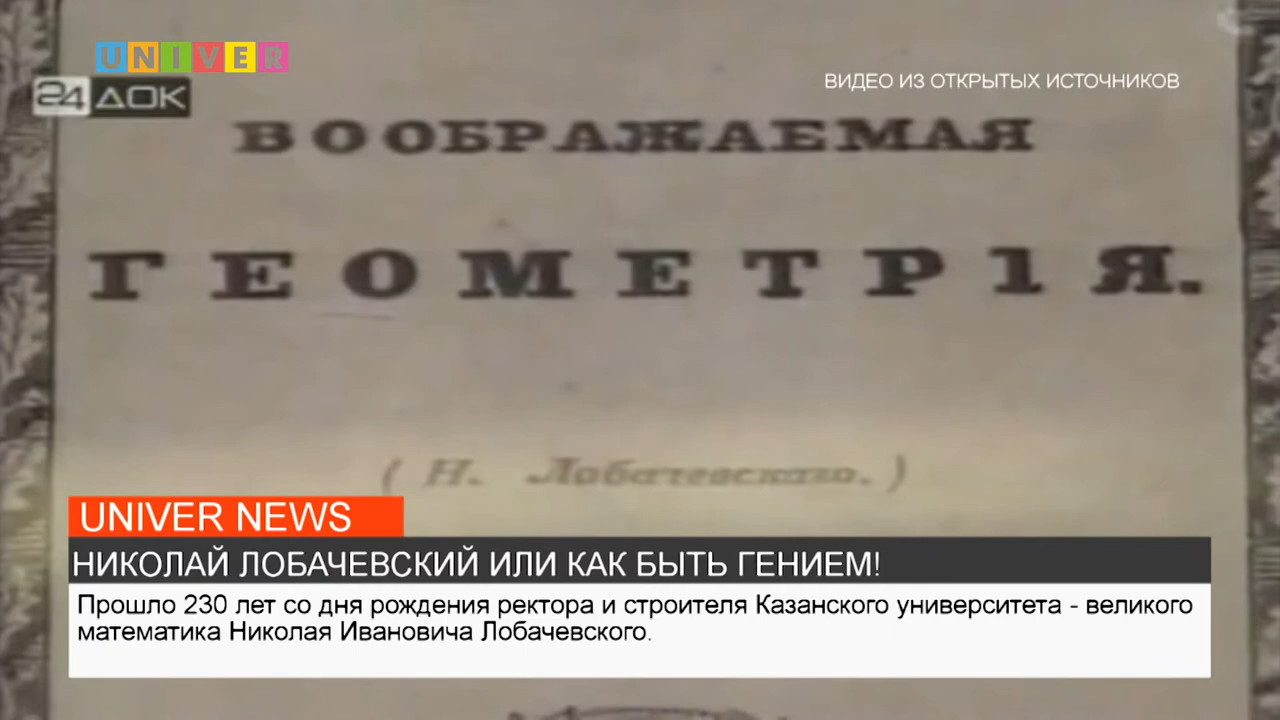 UNIVER
24 ДОК
ВИДЕО ИЗ ОТКРЫТЫХ ИСТОЧНИКОВ
ВООБРАЖАЕМАЯ
ГЕОМЕТРІЯ.
( Н. Лобачевскаго. )
UNIVER NEWS
НИКОЛАЙ ЛОБАЧЕВСКИЙ ИЛИ КАК БЫТЬ ГЕНИЕМ!
Прошло 230 лет со дня рождения ректора и строителя Казанского университета - великого
математика Николая Ивановича Лобачевского.